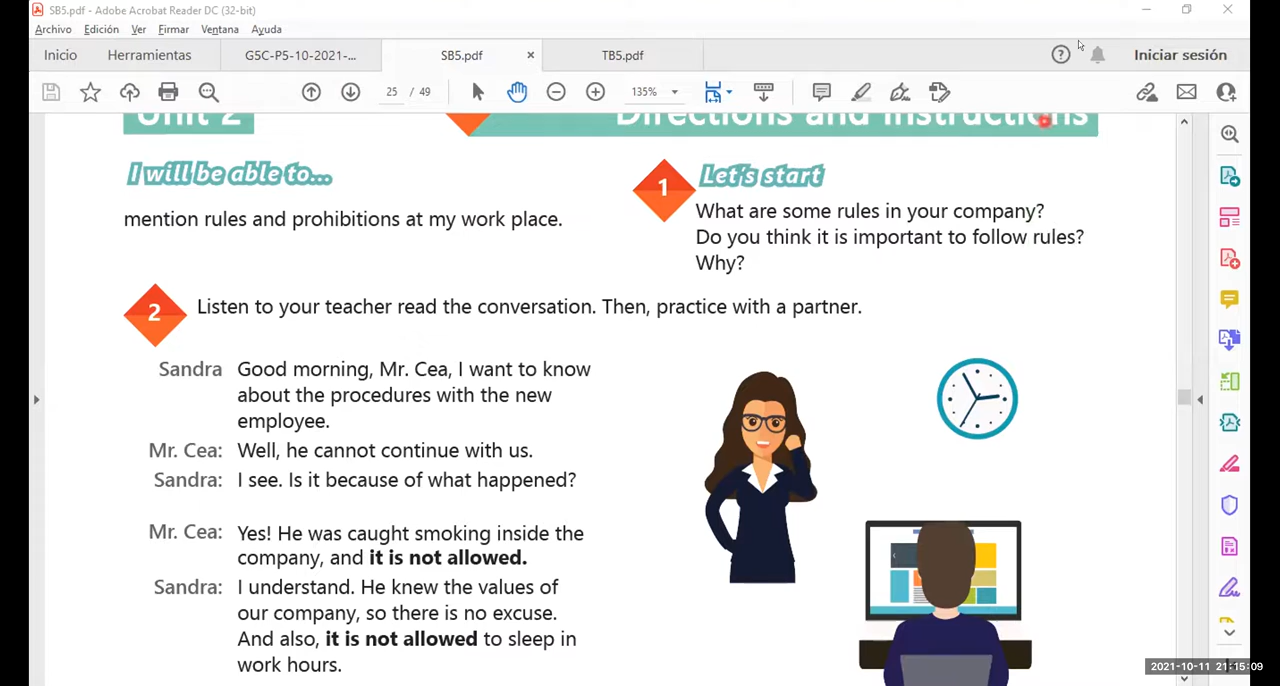 SB5.pdf - Adobe Acrobat Reader DC (32-bit)
Archivo Edición Ver Firmar Ventana Ayuda
Inicio Herramientas G5C-P5-10-2021-... SB5.pdf × TB5.pdf Iniciar sesión
25 / 49 135%
Unit 2 Directions and Instructions
I will be able to...
mention rules and prohibitions at my work place.
1 Let's start
What are some rules in your company?
Do you think it is important to follow rules?
Why?
2 Listen to your teacher read the conversation. Then, practice with a partner.
Sandra Good morning, Mr. Cea, I want to know
about the procedures with the new
employee.
Mr. Cea: Well, he cannot continue with us.
Sandra: I see. Is it because of what happened?
Mr. Cea: Yes! He was caught smoking inside the
company, and it is not allowed.
Sandra: I understand. He knew the values of
our company, so there is no excuse.
And also, it is not allowed to sleep in
work hours.
2021-10-11 21:15:09